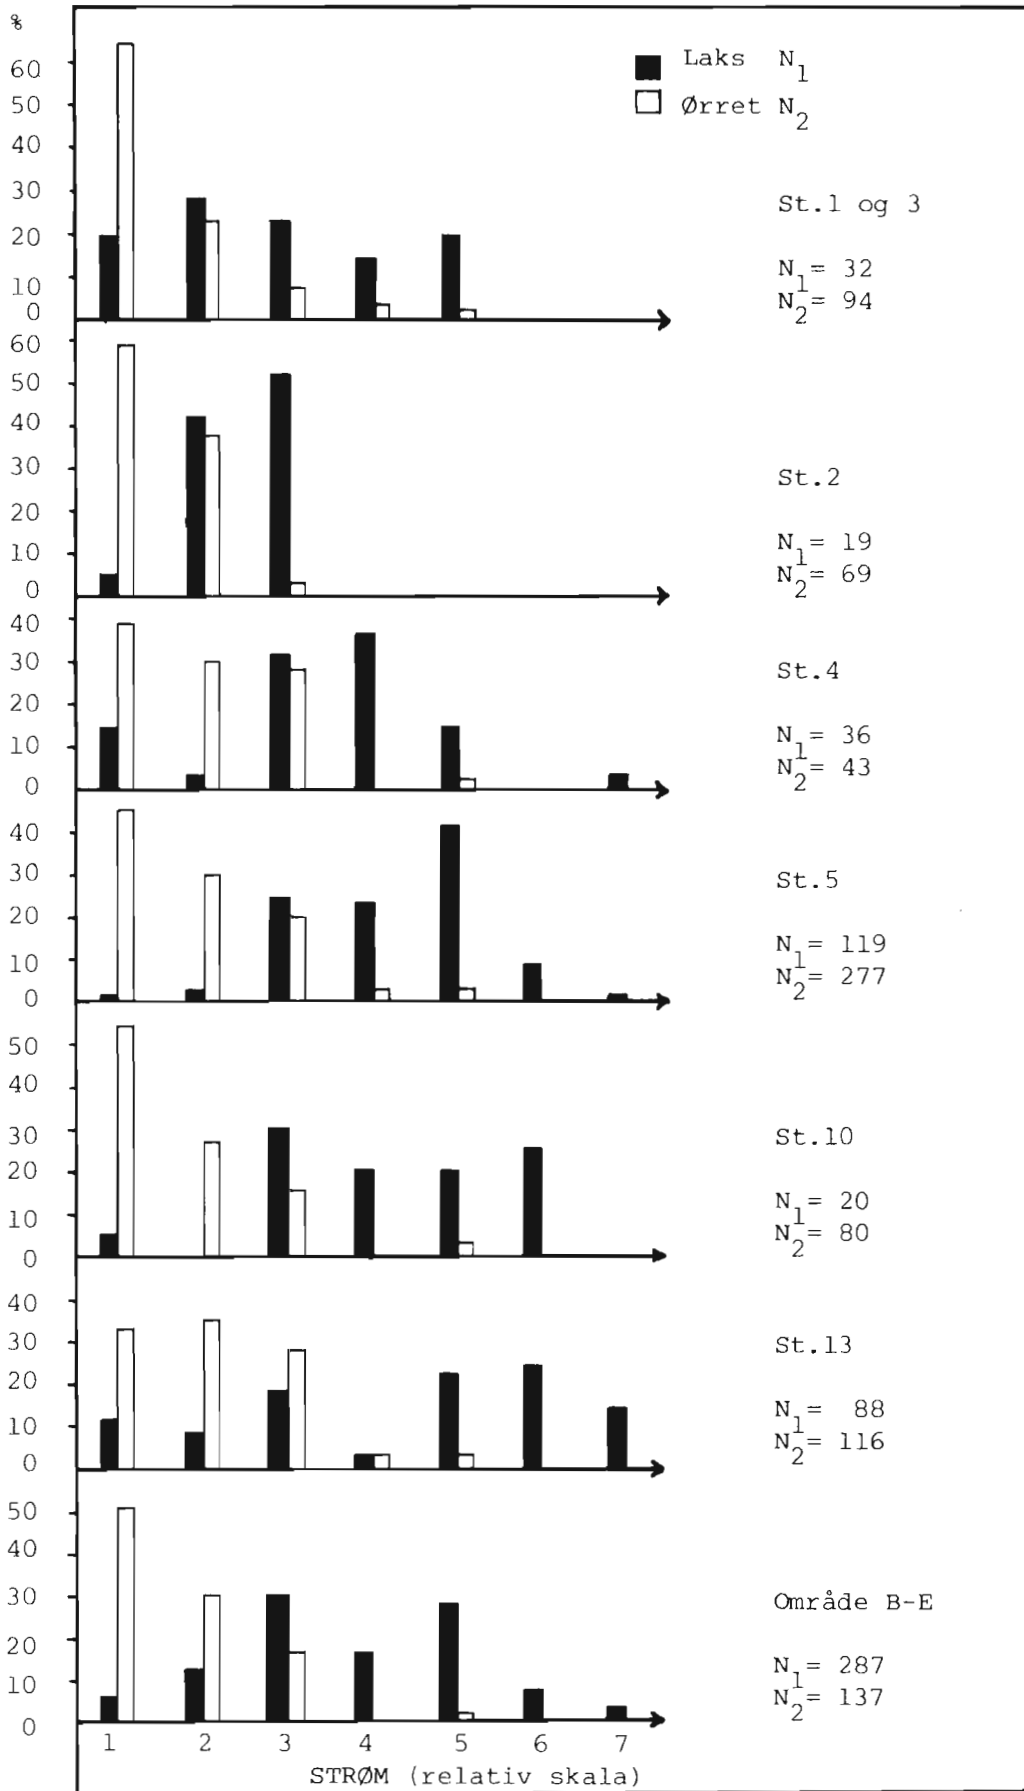 %
60
50
40
30
20
10
0
Laks N1
Ørret N2
St.1 og 3
N1= 32
N2= 94
60
50
40
30
20
10
0
St.2
N1= 19
N2= 69
40
30
20
10
0
St.4
N1= 36
N2= 43
40
30
20
10
0
St.5
N1= 119
N2= 277
50
40
30
20
10
0
St.10
N1= 20
N2= 80
40
30
20
10
0
St.13
N1= 88
N2= 116
50
40
30
20
10
0
Område B-E
N1= 287
N2= 137
1 2 3 4 5 6 7
STRØM (relativ skala)